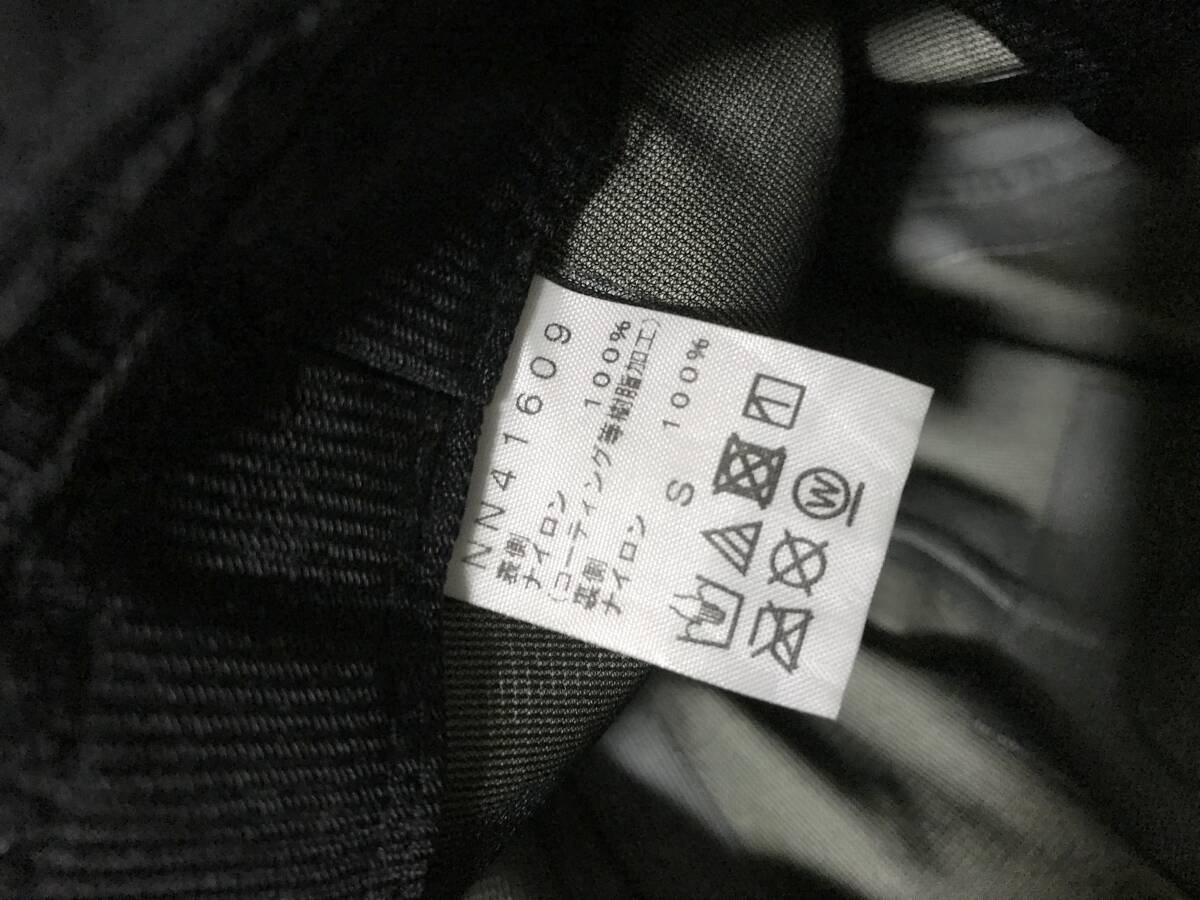 NN41609
表側
ナイロン 100%
(コーティング等樹脂加工)
裏側
ナイロン 100%
S
W